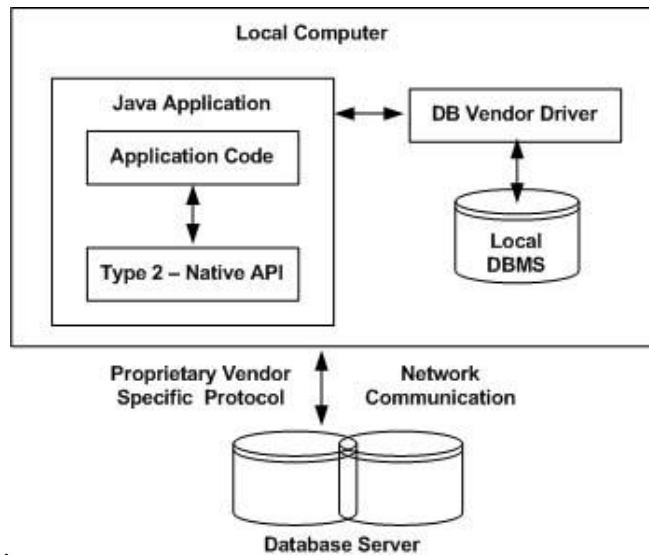 Local Computer
Java Application
Application Code
Type 2 – Native API
DB Vendor Driver
Local
DBMS
Proprietary Vendor
Specific Protocol
Network
Communication
Database Server